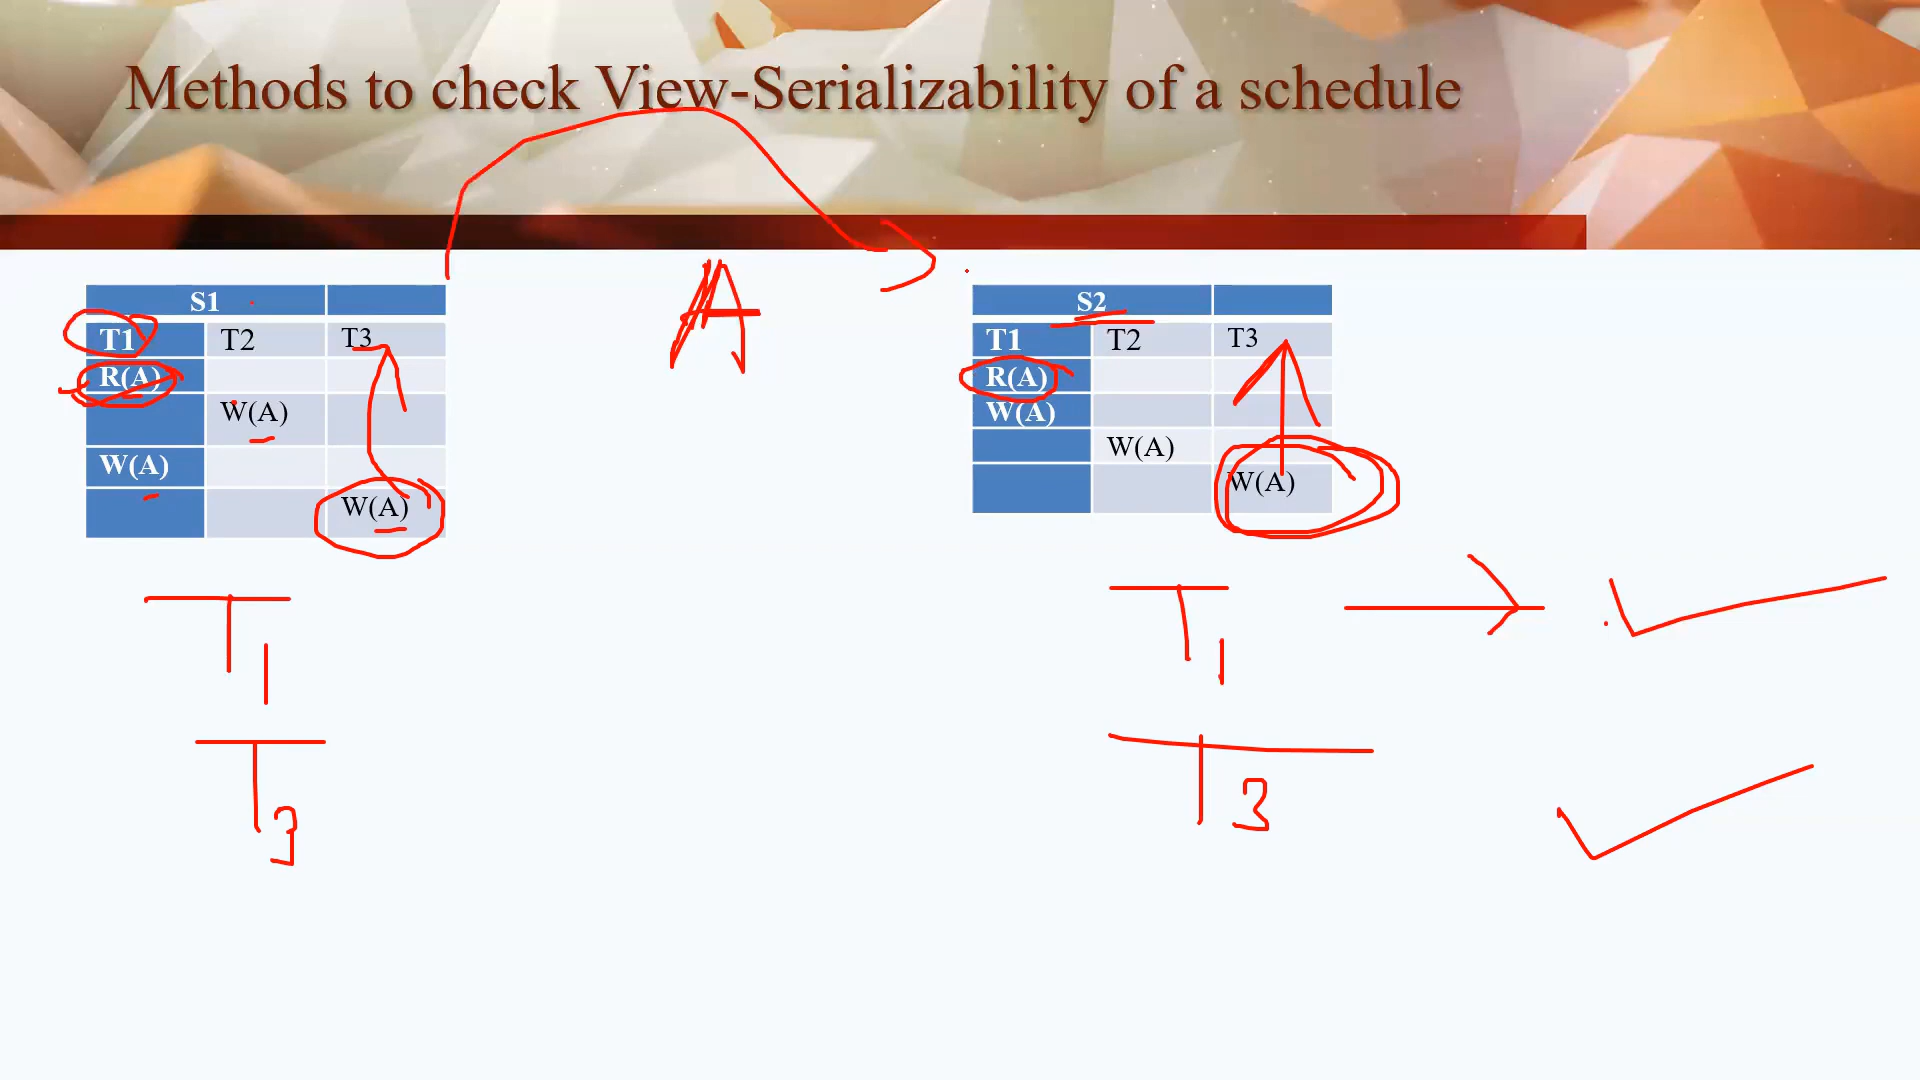 Methods to check View-Serializability of a schedule
S1
T1 T2 T3
R(A)
W(A)
W(A)
W(A)
A
S2
T1 T2 T3
R(A)
W(A)
W(A)
W(A)
T1
T3
T1
T3